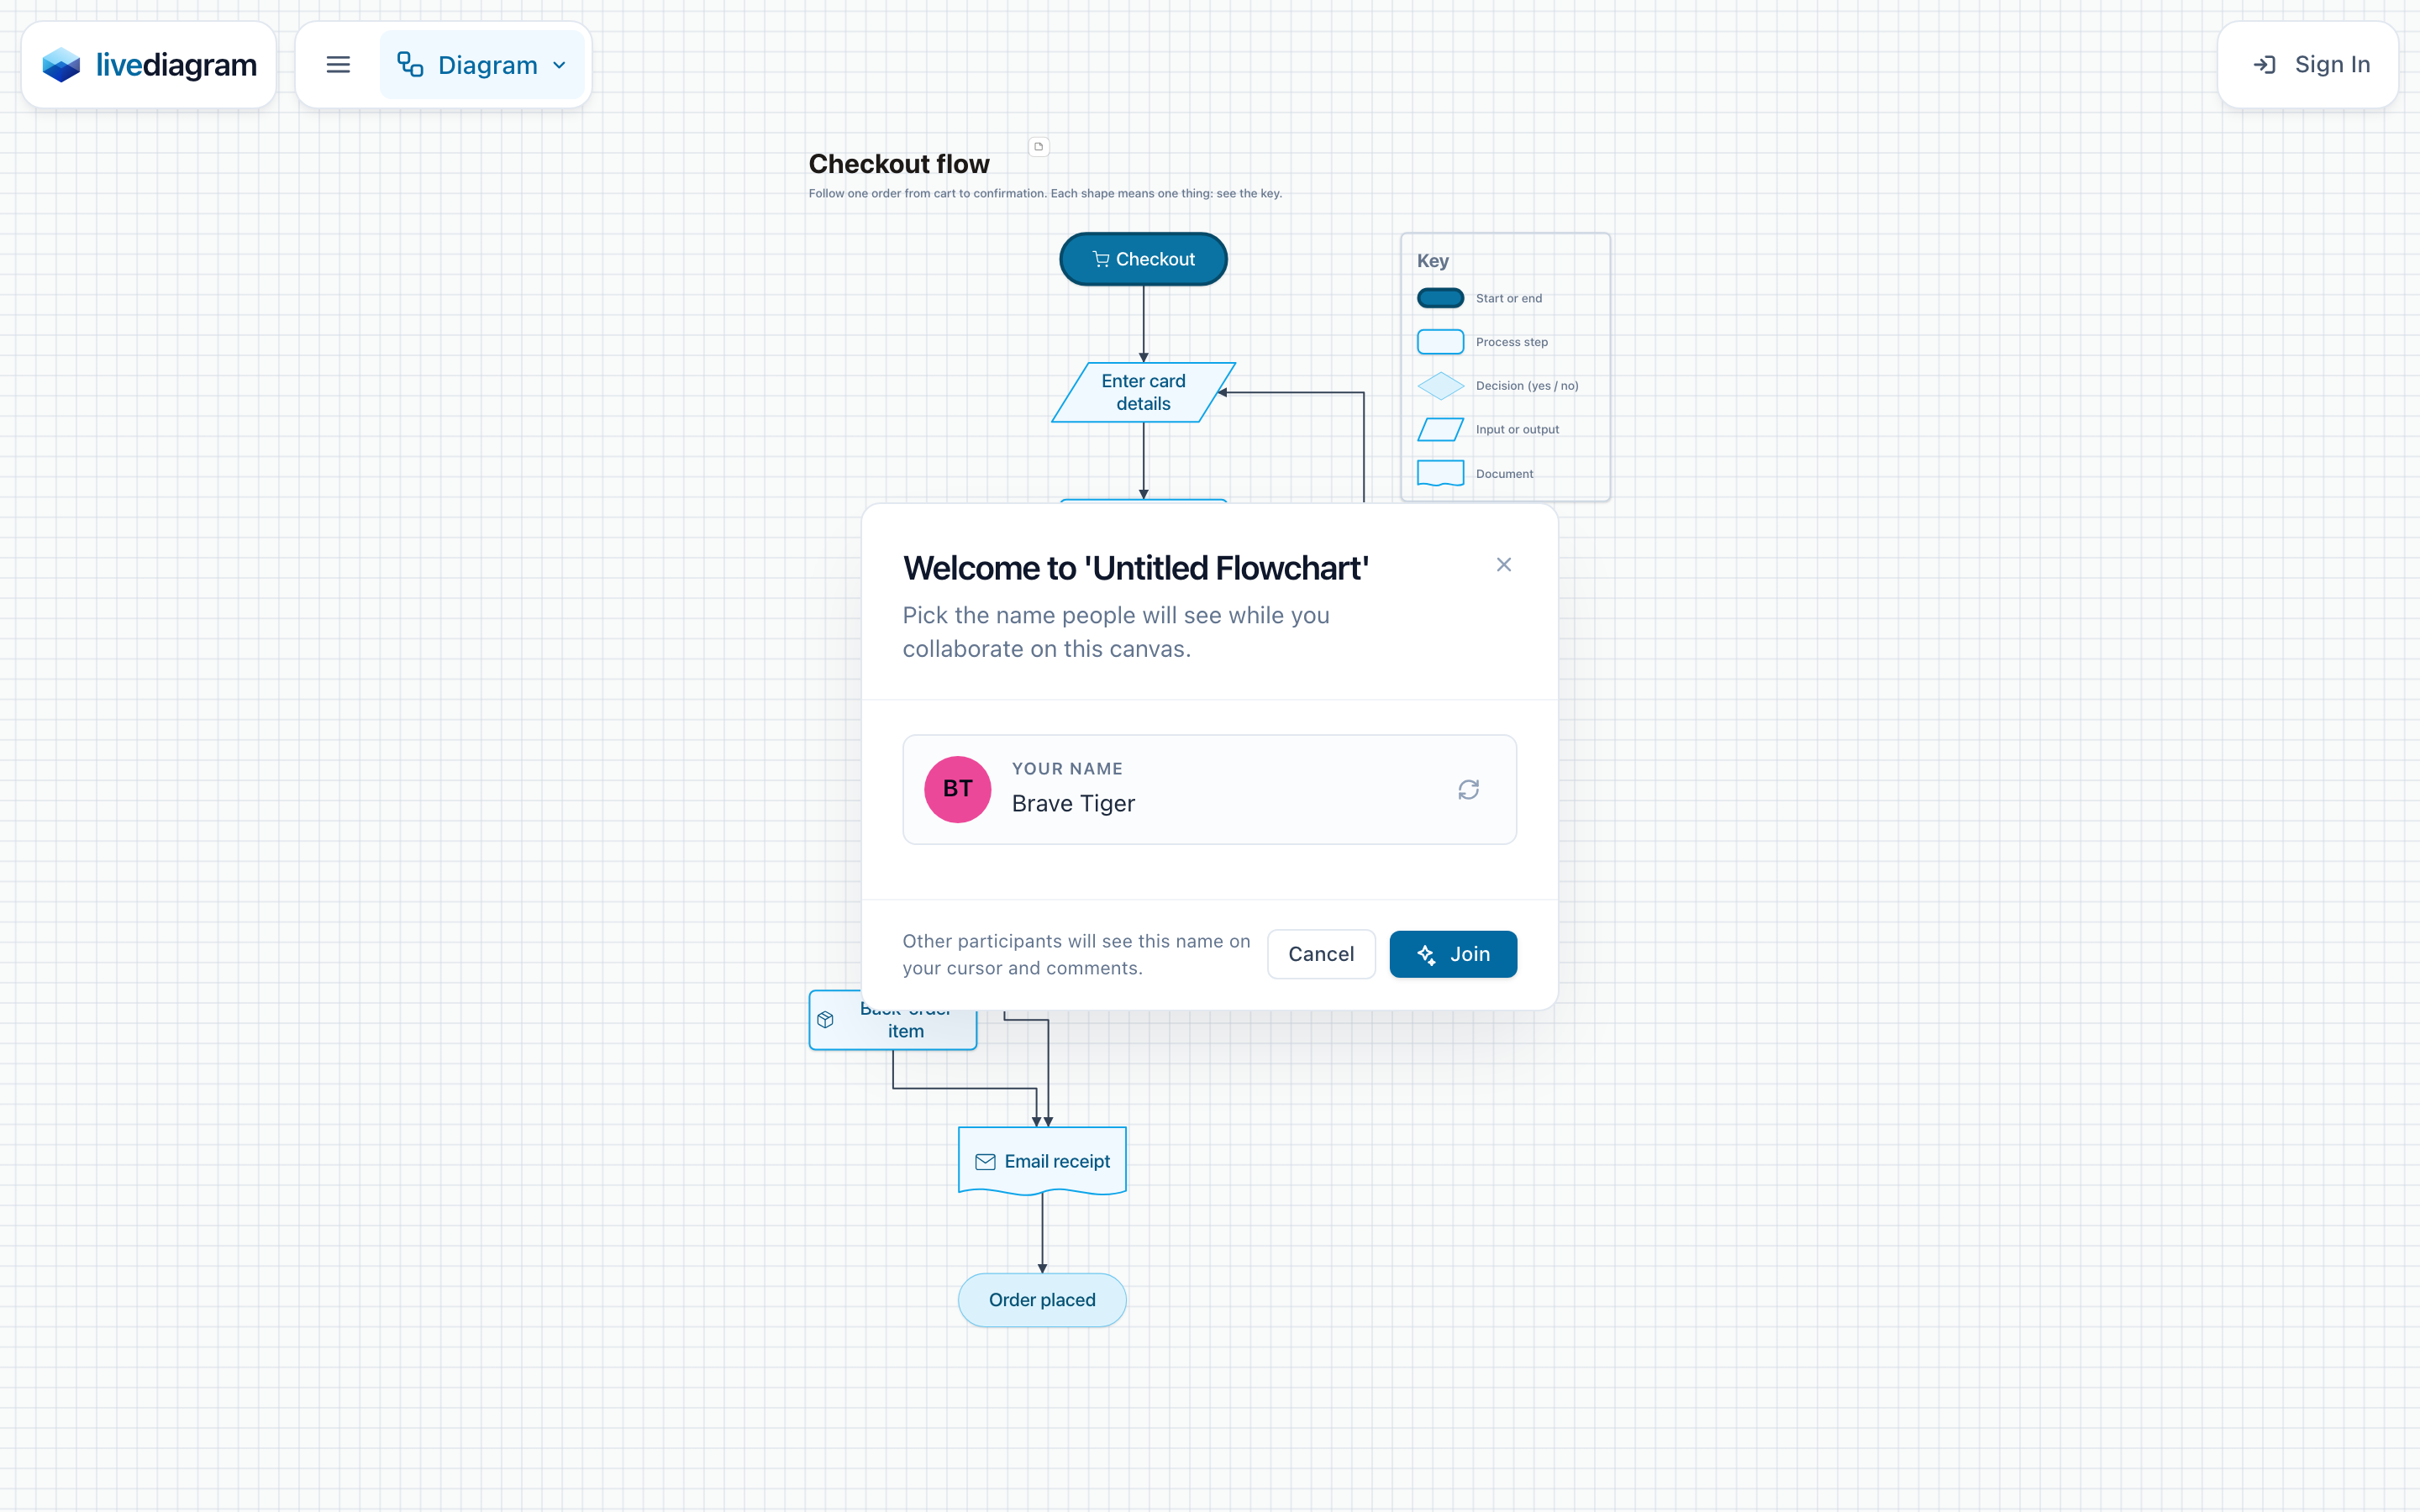 livediagram
Diagram
Sign In
Checkout flow
Follow one order from cart to confirmation. Each shape means one thing: see the key.
Checkout
Key
Start or end
Process step
Decision (yes / no)
Input or output
Document
Enter card
details
Welcome to 'Untitled Flowchart'
Pick the name people will see while you
collaborate on this canvas.
BT
YOUR NAME
Brave Tiger
Other participants will see this name on
your cursor and comments.
Cancel
Join
Back-order
item
Email receipt
Order placed